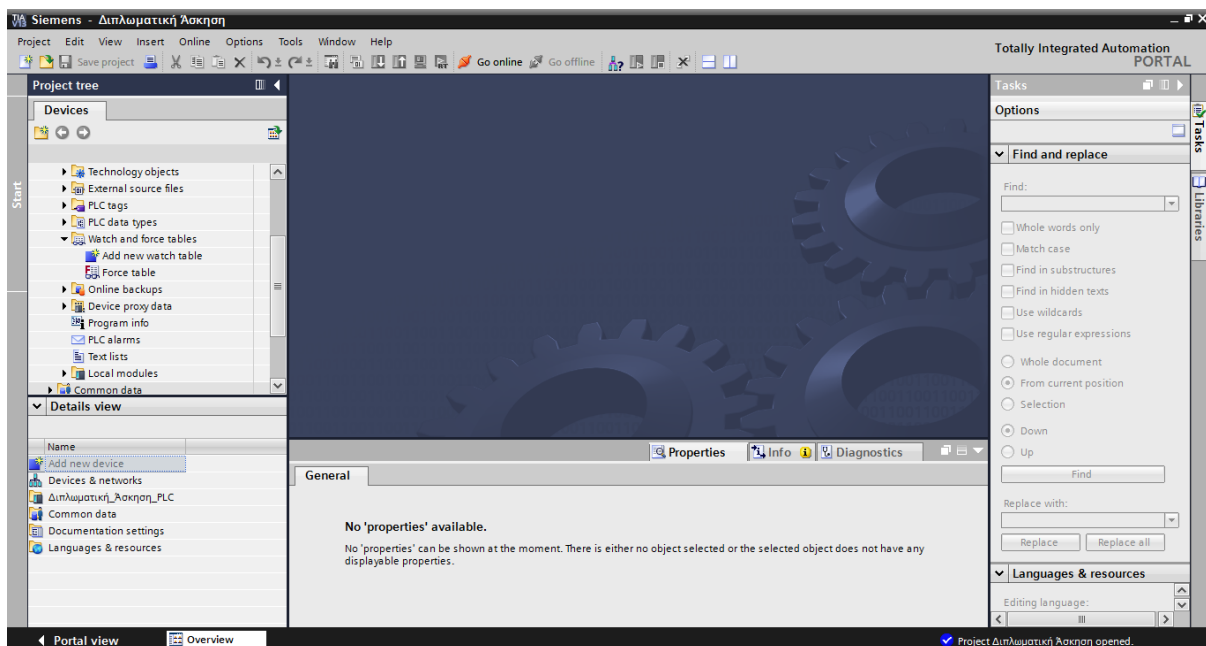 Siemens - Διπλωματική Άσκηση
Project Edit View Insert Online Options Tools Window Help
Save project Go online Go offline
Totally Integrated Automation
PORTAL
Start
Project tree
Devices
Technology objects
External source files
PLC tags
PLC data types
Watch and force tables
Add new watch table
Force table
Online backups
Device proxy data
Program info
PLC alarms
Text lists
Local modules
Common data
Details view
Name
Add new device
Devices & networks
Διπλωματική_Άσκηση_PLC
Common data
Documentation settings
Languages & resources
Properties Info Diagnostics
General
No 'properties' available.
No 'properties' can be shown at the moment. There is either no object selected or the selected object does not have any
displayable properties.
Tasks
Options
Find and replace
Find:
Whole words only
Match case
Find in substructures
Find in hidden texts
Use wildcards
Use regular expressions
Whole document
From current position
Selection
Down
Up
Find
Replace with:
Replace Replace all
Languages & resources
Editing language:
Tasks
Libraries
Portal view Overview
Project Διπλωματική Άσκηση opened.